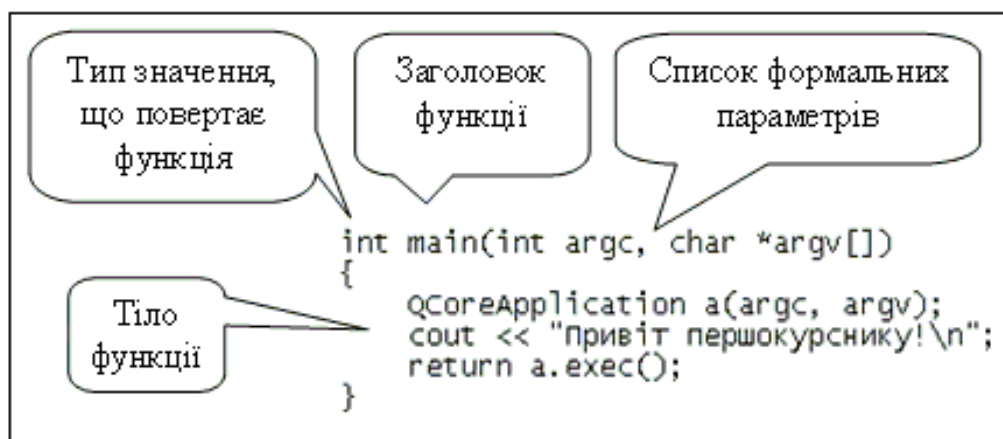 Тип значення,
що повертає
функція
Заголовок
функції
Список формальних
параметрів
int main(int argc, char *argv[])
{
Тіло
функції
QCoreApplication a(argc, argv);
cout << "Привіт першокурснику!\n";
return a.exec();
}